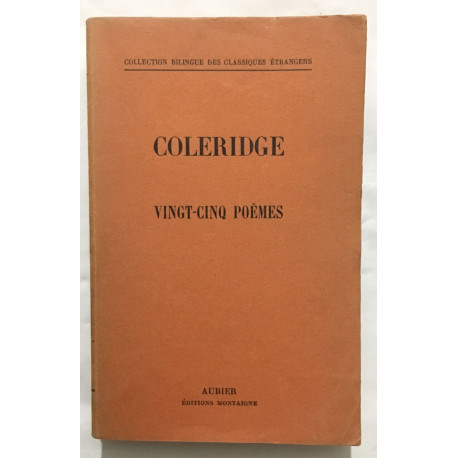 COLLECTION BILINGUE DES CLASSIQUES ÉTRANGERS
COLERIDGE
VINGT-CINQ POÈMES
AUBIER
ÉDITIONS MONTAIGNE